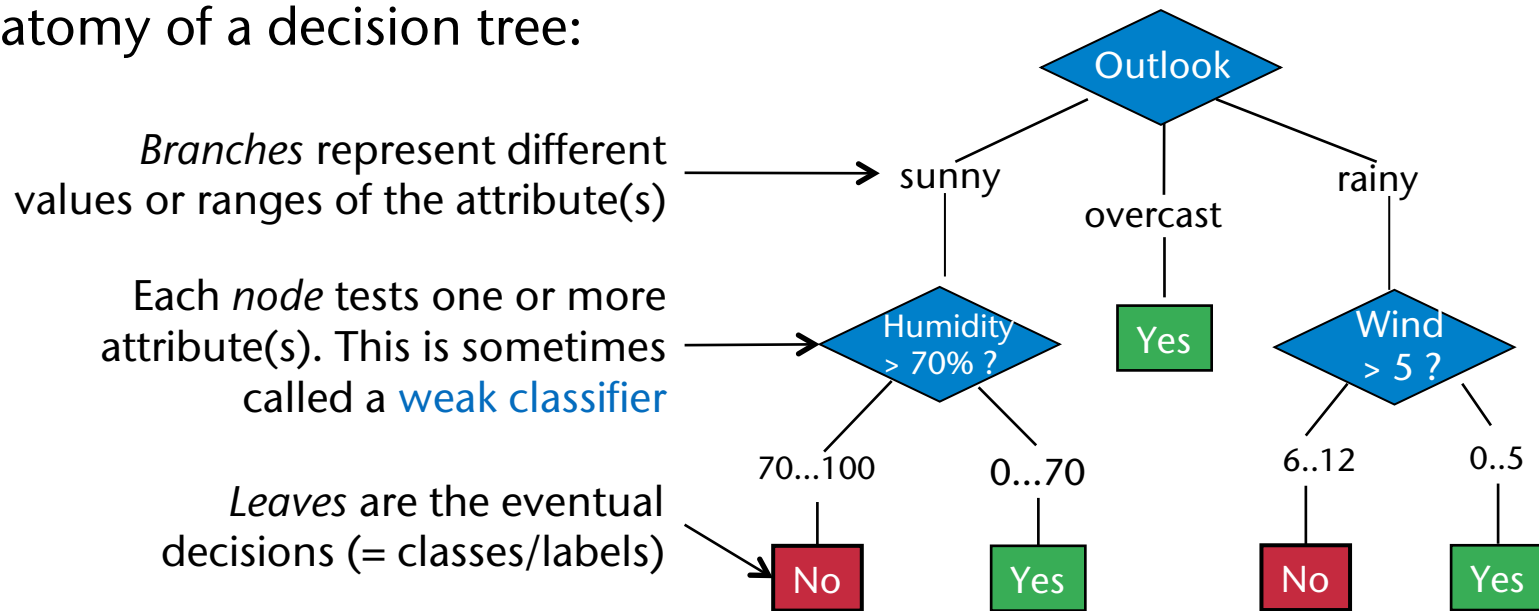 atomy of a decision tree:
Outlook
Branches represent different
values or ranges of the attribute(s)
sunny
overcast
rainy
Each node tests one or more
attribute(s). This is sometimes
called a weak classifier
Humidity
> 70% ?
Yes
Wind
> 5 ?
70...100
0...70
6..12
0..5
Leaves are the eventual
decisions (= classes/labels)
No
Yes
No
Yes